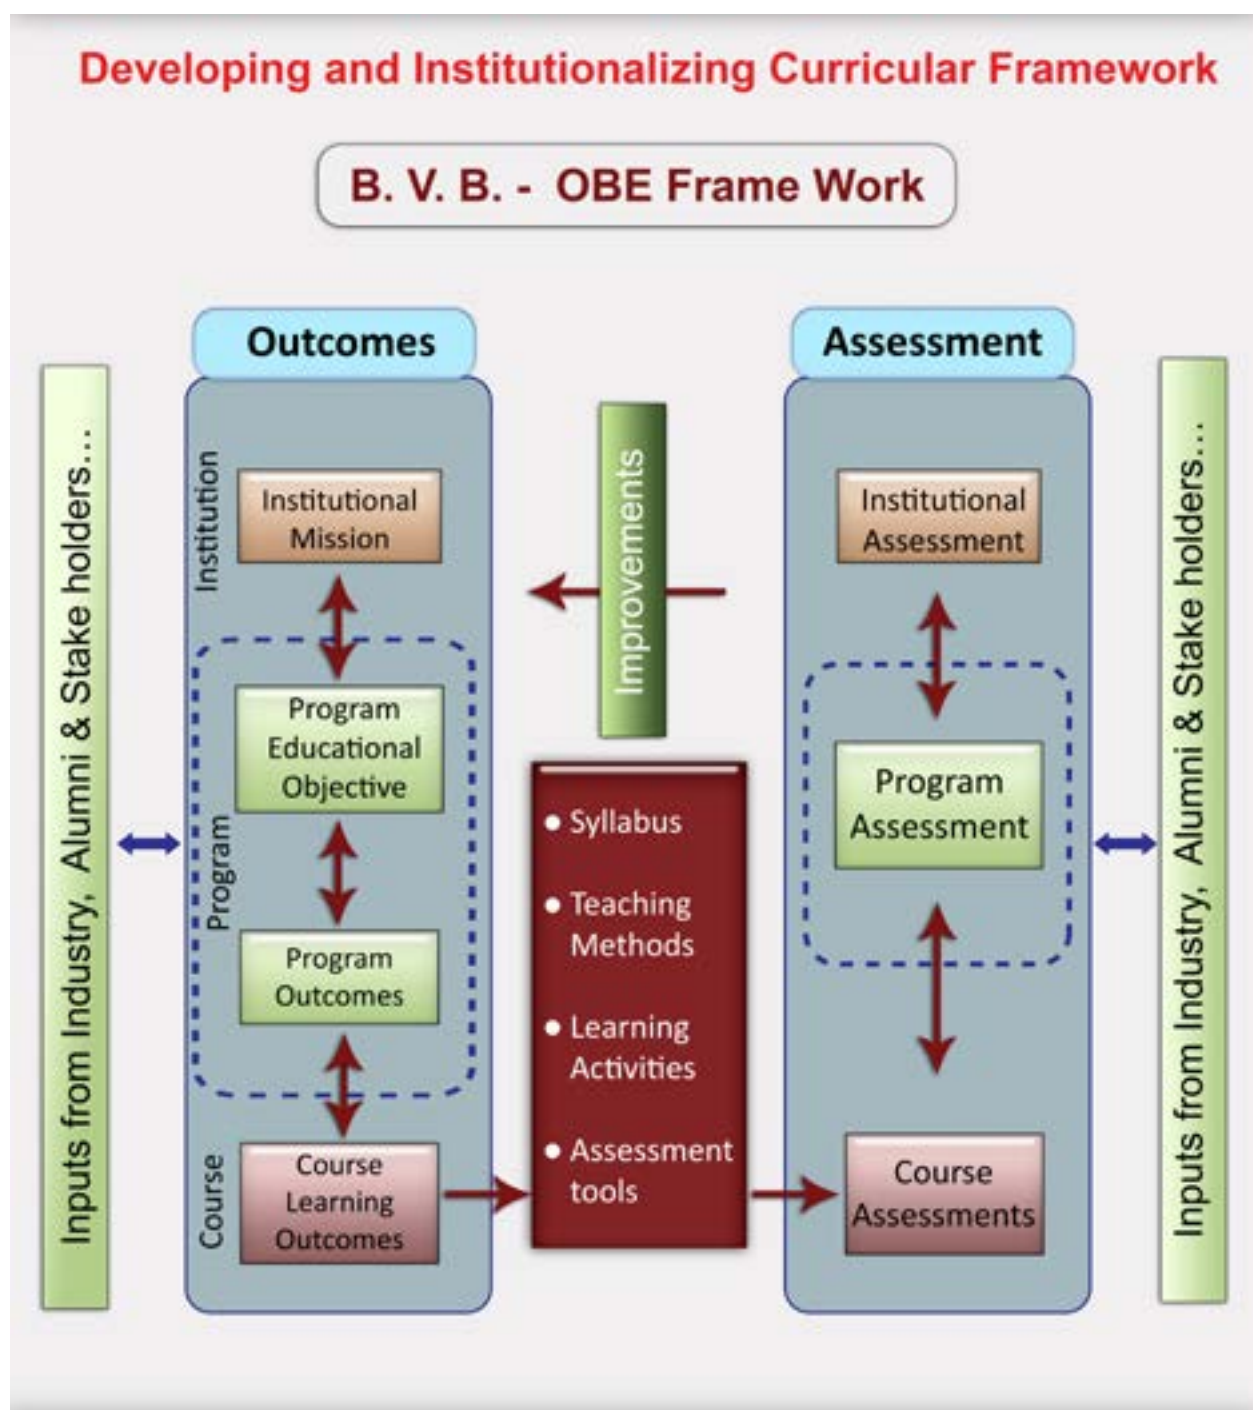 Developing and Institutionalizing Curricular Framework
B. V. B. - OBE Frame Work
Inputs from Industry, Alumni & Stake holders...
Outcomes
Institution
Institutional
Mission
Program
Program
Educational
Objective
Program
Outcomes
Course
Course
Learning
Outcomes
Improvements
● Syllabus
● Teaching
Methods
● Learning
Activities
● Assessment
tools
Assessment
Institutional
Assessment
Program
Assessment
Course
Assessments
Inputs from Industry, Alumni & Stake holders...